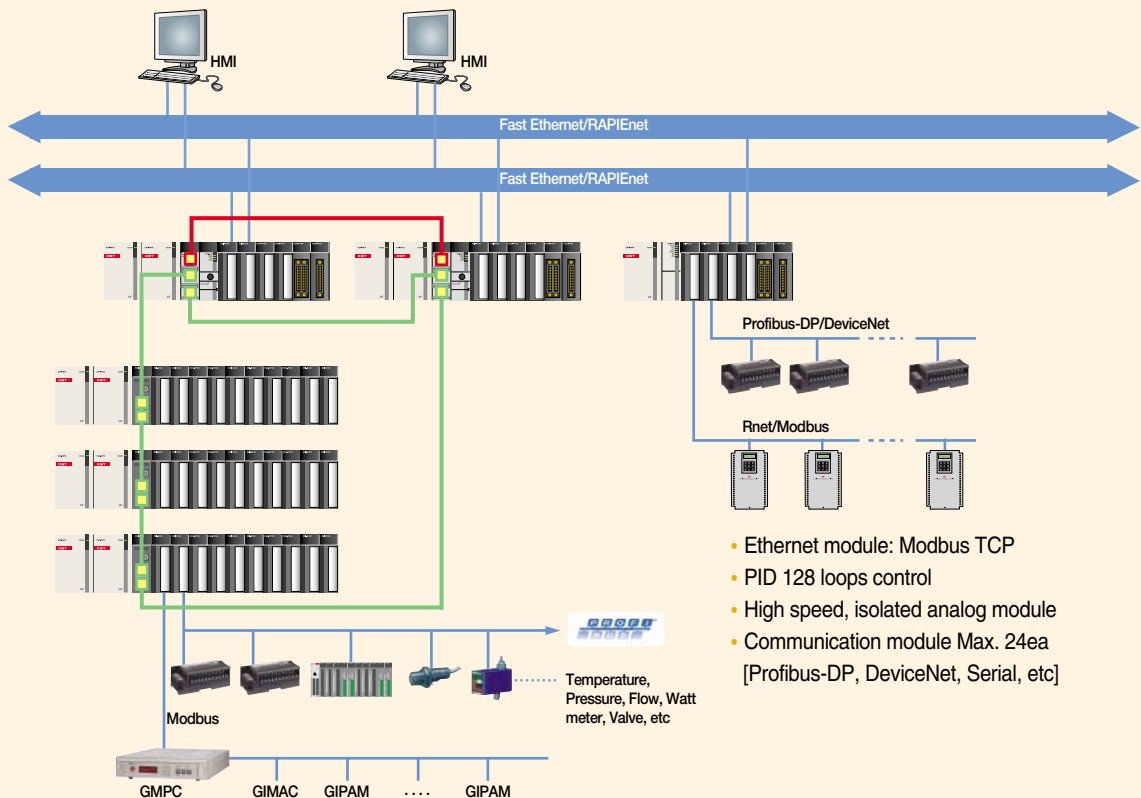 HMI
HMI
Fast Ethernet/RAPIEnet
Fast Ethernet/RAPIEnet
Profibus-DP/DeviceNet
Rnet/Modbus
• Ethernet module: Modbus TCP
• PID 128 loops control
• High speed, isolated analog module
• Communication module Max. 24ea
[Profibus-DP, DeviceNet, Serial, etc]
PROFI
BUS
Temperature,
Pressure, Flow, Watt
meter, Valve, etc
Modbus
GMPC
GIMAC
GIPAM
....
GIPAM